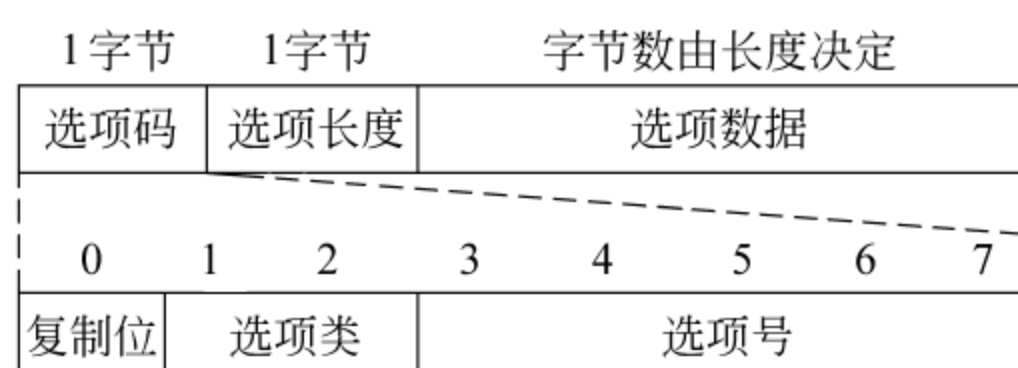 1字节 1字节 字节数由长度决定
选项码 选项长度 选项数据
0 1 2 3 4 5 6 7
复制位 选项类 选项号